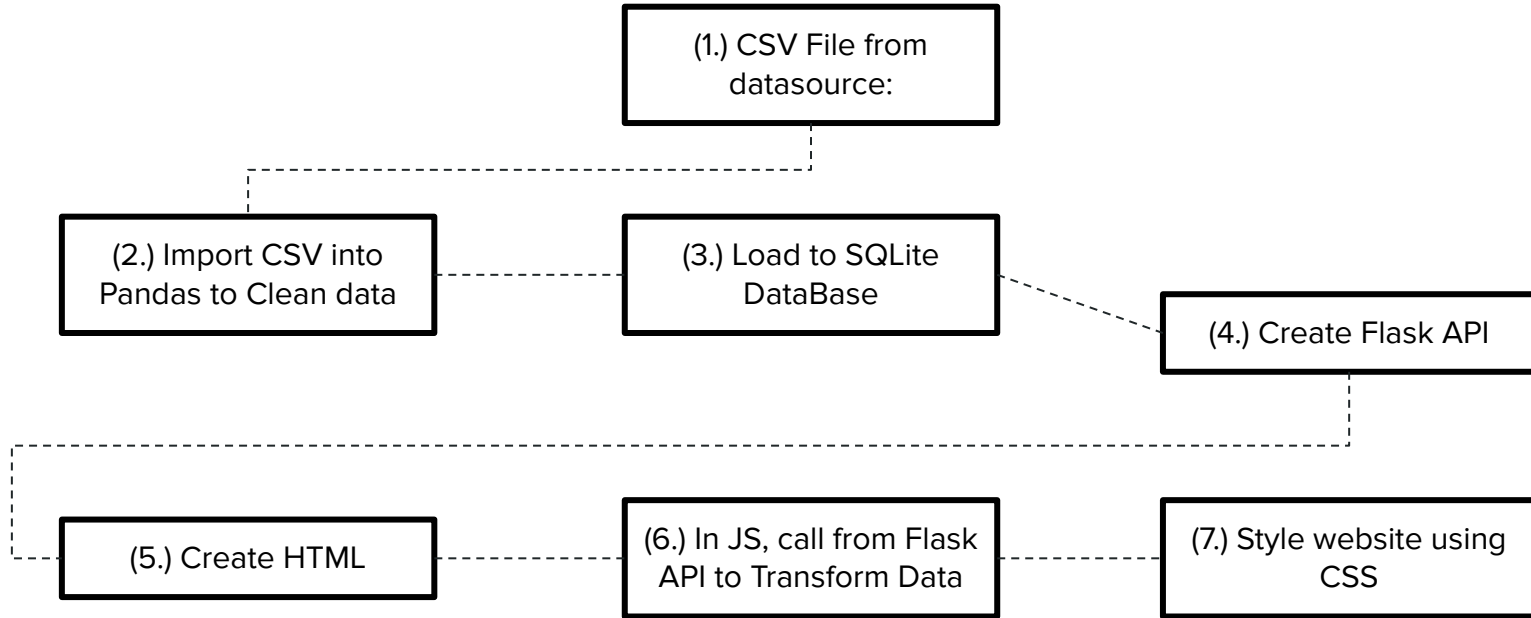 (1.) CSV File from
datasource:
(2.) Import CSV into
Pandas to Clean data
(3.) Load to SQLite
DataBase
(4.) Create Flask API
(5.) Create HTML
(6.) In JS, call from Flask
API to Transform Data
(7.) Style website using
CSS